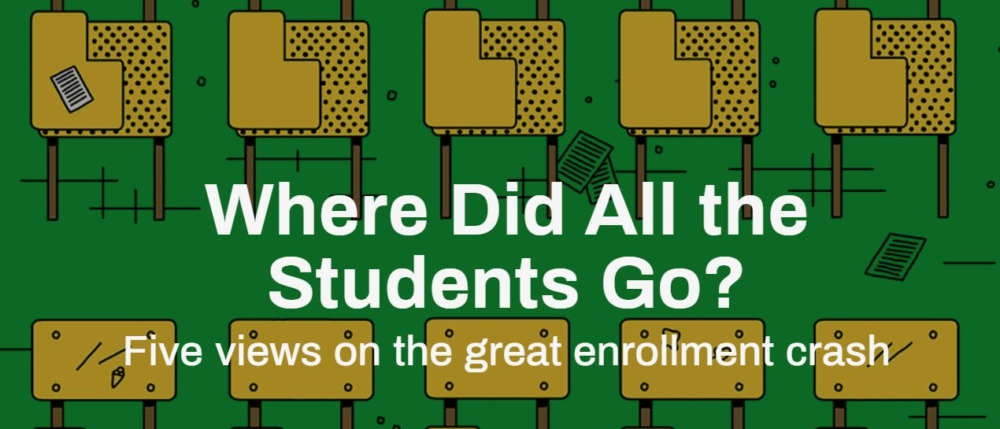 Where Did All the
Students Go?
Five views on the great enrollment crash